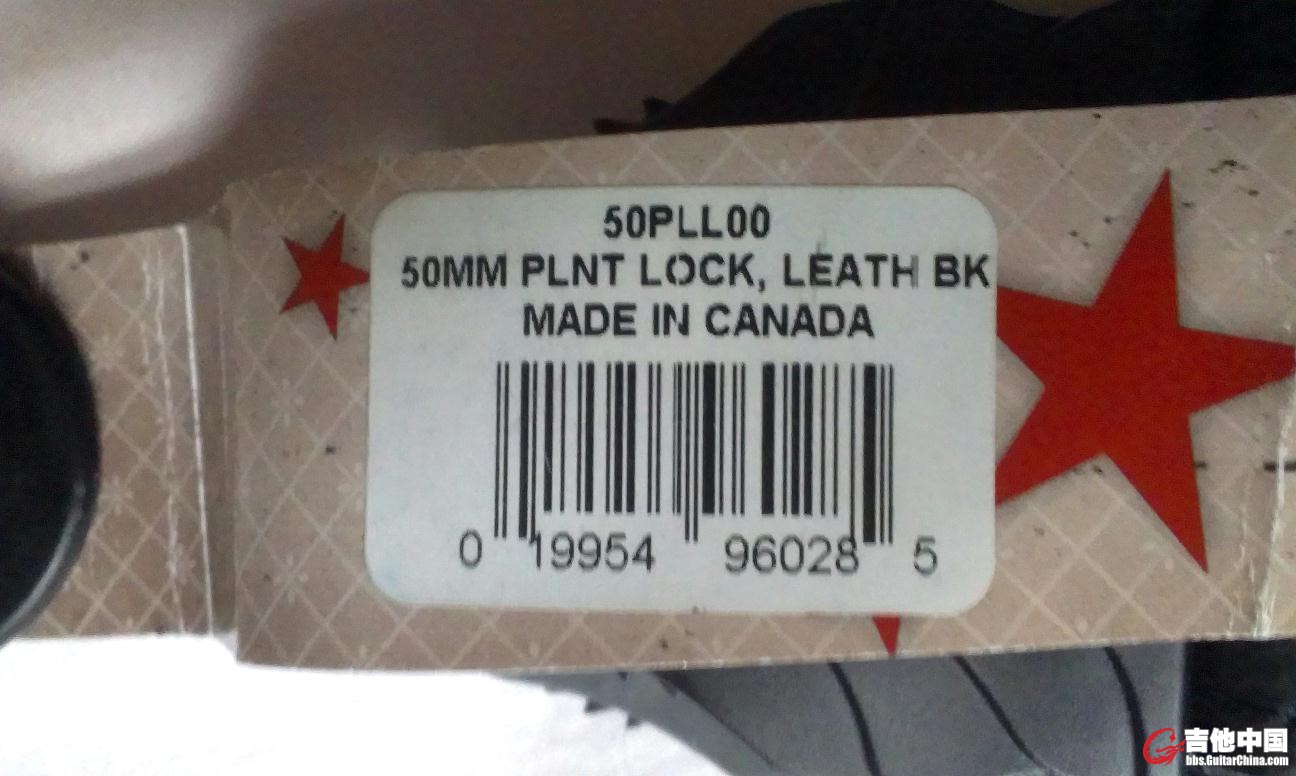 50PLL00
50MM PLNT LOCK, LEATH BK
MADE IN CANADA
0 19954 96028 5
吉他中国
bbs.GuitarChina.com